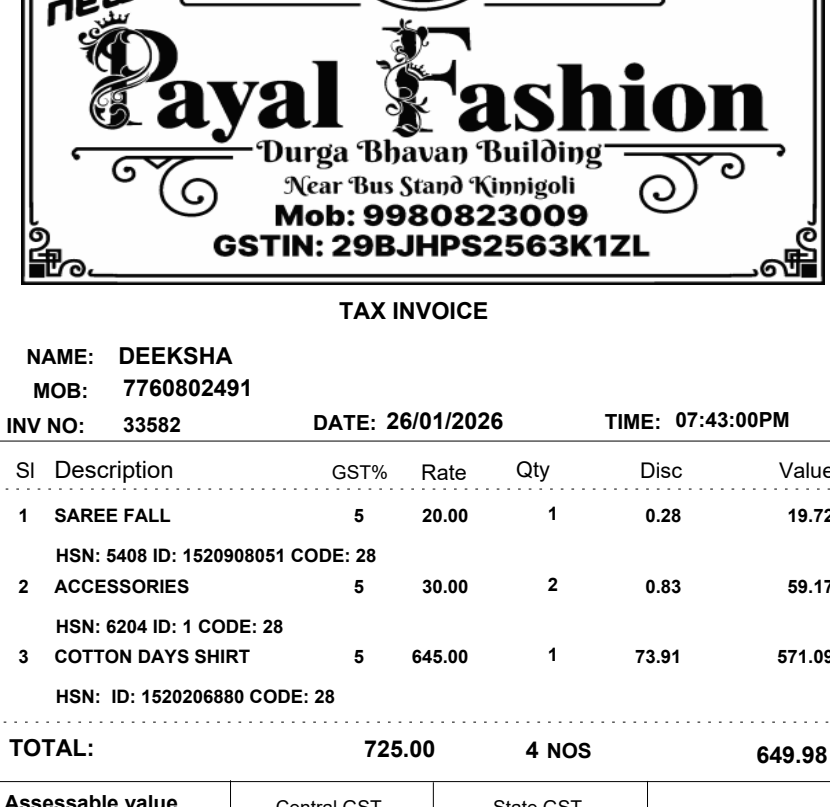 new
Payal Fashion
Durga Bhavan Building
Near Bus Stand Kinnigoli
Mob: 9980823009
GSTIN: 29BJHPS2563K1ZL
TAX INVOICE
NAME: DEEKSHA
MOB: 7760802491
INV NO: 33582 DATE: 26/01/2026 TIME: 07:43:00PM
Sl Description GST% Rate Qty Disc Value
1 SAREE FALL 5 20.00 1 0.28 19.72
HSN: 5408 ID: 1520908051 CODE: 28
2 ACCESSORIES 5 30.00 2 0.83 59.17
HSN: 6204 ID: 1 CODE: 28
3 COTTON DAYS SHIRT 5 645.00 1 73.91 571.09
HSN: ID: 1520206880 CODE: 28
TOTAL: 725.00 4 NOS 649.98
Assessable value Central GST State GST